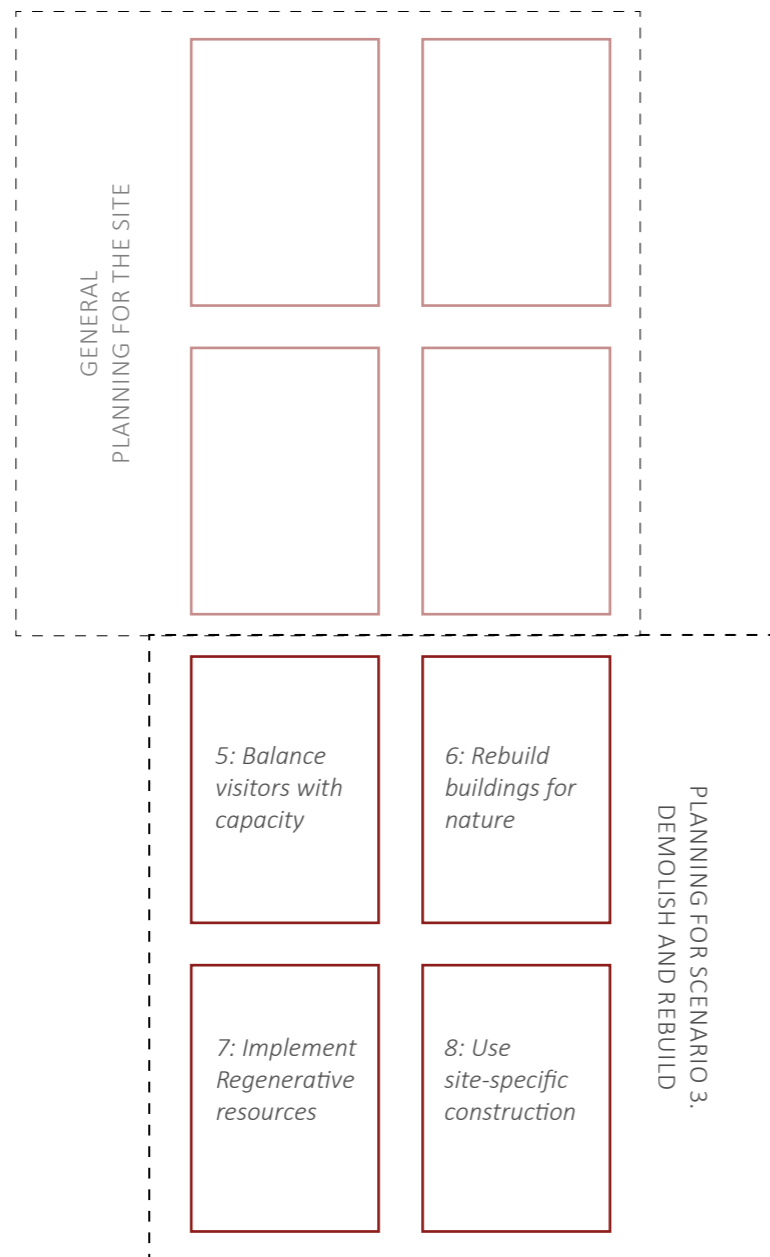 GENERAL
PLANNING FOR THE SITE
5: Balance
visitors with
capacity
6: Rebuild
buildings for
nature
PLANNING FOR SCENARIO 3.
DEMOLISH AND REBUILD
7: Implement
Regenerative
resources
8: Use
site-specific
construction